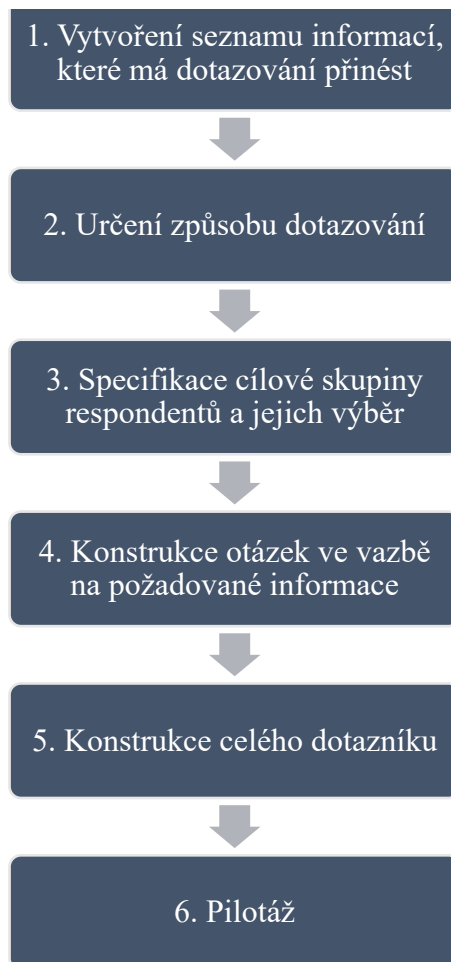 1. Vytvoření seznamu informací,
které má dotazování přinést
2. Určení způsobu dotazování
3. Specifikace cílové skupiny
respondentů a jejich výběr
4. Konstrukce otázek ve vazbě
na požadované informace
5. Konstrukce celého dotazníku
6. Pilotáž